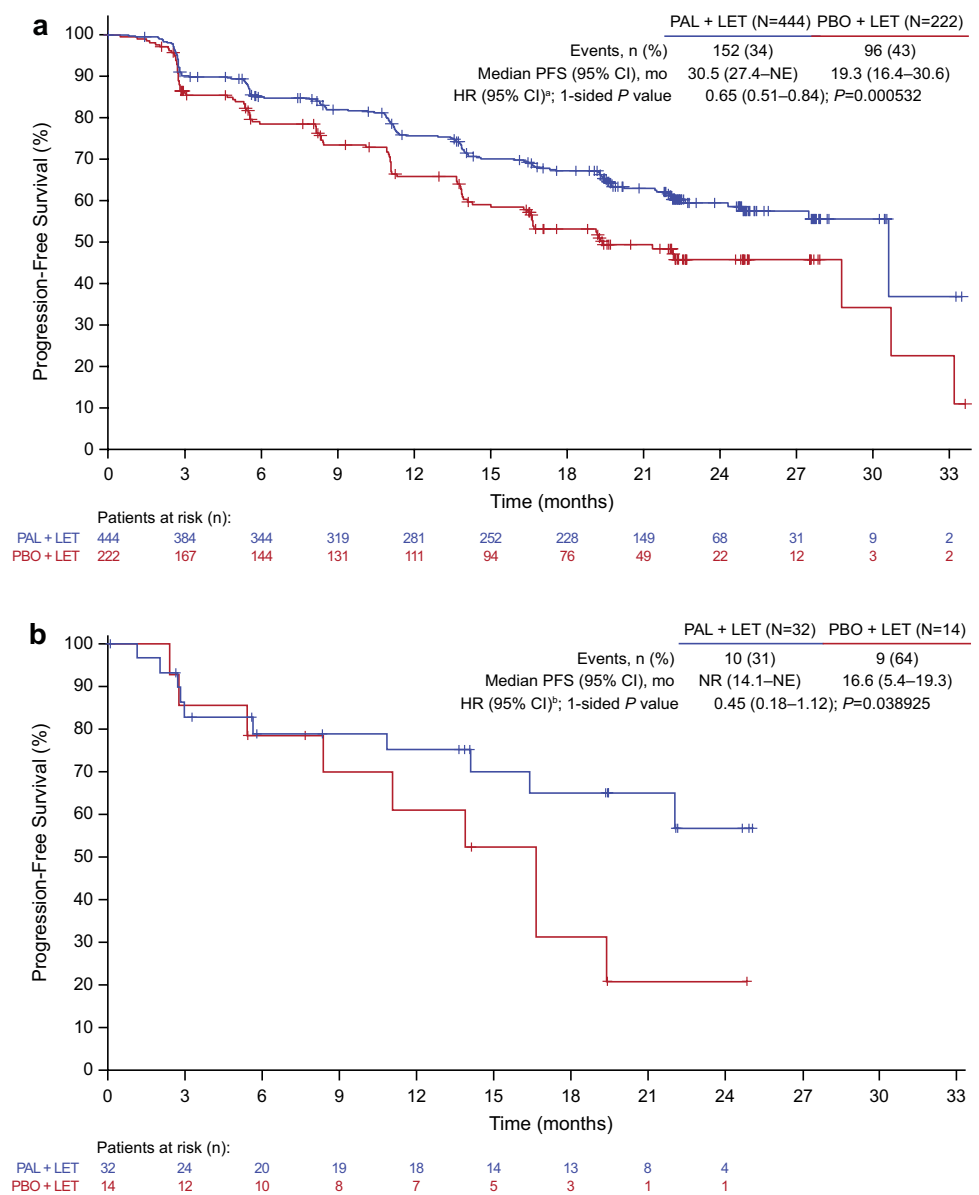 a
PAL + LET (N=444) PBO + LET (N=222)
Events, n (%) 152 (34) 96 (43)
Median PFS (95% CI), mo 30.5 (27.4–NE) 19.3 (16.4–30.6)
HR (95% CI)ᵃ; 1-sided P value 0.65 (0.51–0.84); P=0.000532
Progression-Free Survival (%)
100
90
80
70
60
50
40
30
20
10
0
0 3 6 9 12 15 18 21 24 27 30 33
Time (months)
Patients at risk (n):
PAL + LET 444 384 344 319 281 252 228 149 68 31 9 2
PBO + LET 222 167 144 131 111 94 76 49 22 12 3 2
b
PAL + LET (N=32) PBO + LET (N=14)
Events, n (%) 10 (31) 9 (64)
Median PFS (95% CI), mo NR (14.1–NE) 16.6 (5.4–19.3)
HR (95% CI)ᵇ; 1-sided P value 0.45 (0.18–1.12); P=0.038925
Progression-Free Survival (%)
100
90
80
70
60
50
40
30
20
10
0
0 3 6 9 12 15 18 21 24 27 30 33
Time (months)
Patients at risk (n):
PAL + LET 32 24 20 19 18 14 13 8 4
PBO + LET 14 12 10 8 7 5 3 1 1